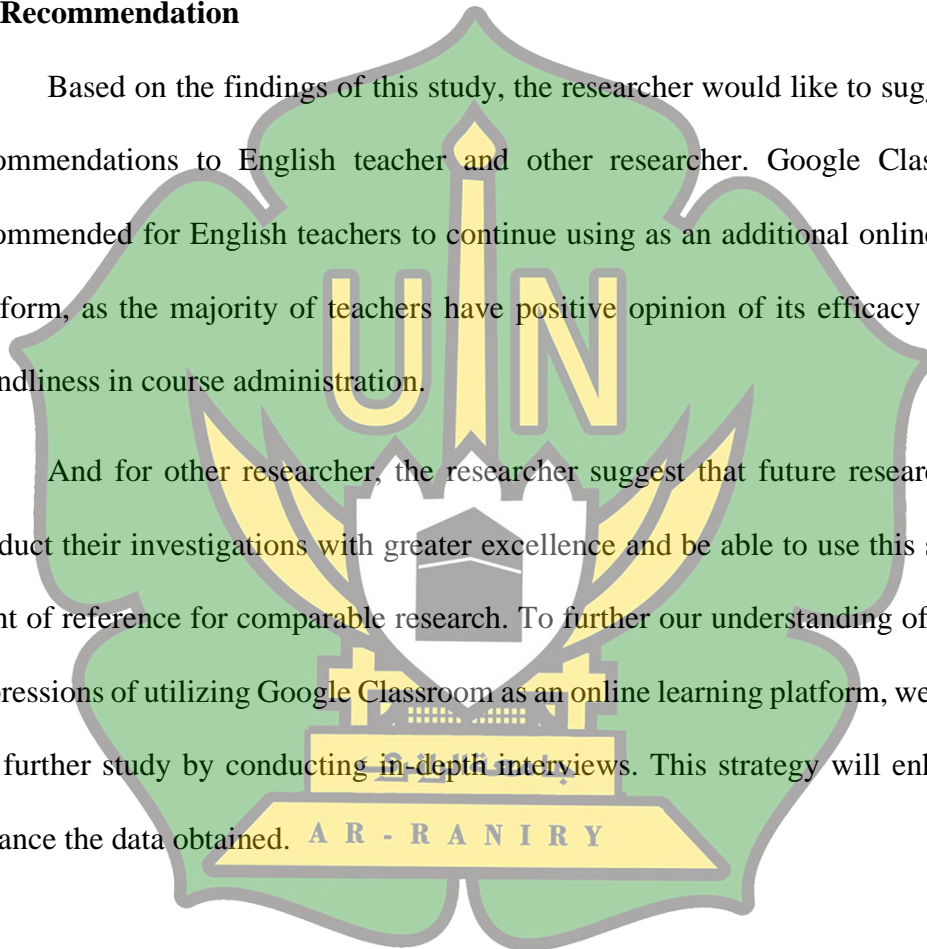 Recommendation
Based on the findings of this study, the researcher would like to sugg
ommendations to English teacher and other researcher. Google Clas
ommended for English teachers to continue using as an additional online
form, as the majority of teachers have positive opinion of its efficacy
ndliness in course administration.
UIN
And for other researcher, the researcher suggest that future resear
duct their investigations with greater excellence and be able to use this s
nt of reference for comparable research. To further our understanding of
pressions of utilizing Google Classroom as an online learning platform, we
further study by conducting in-depth interviews. This strategy will enl
ance the data obtained.
AR-RANIRY